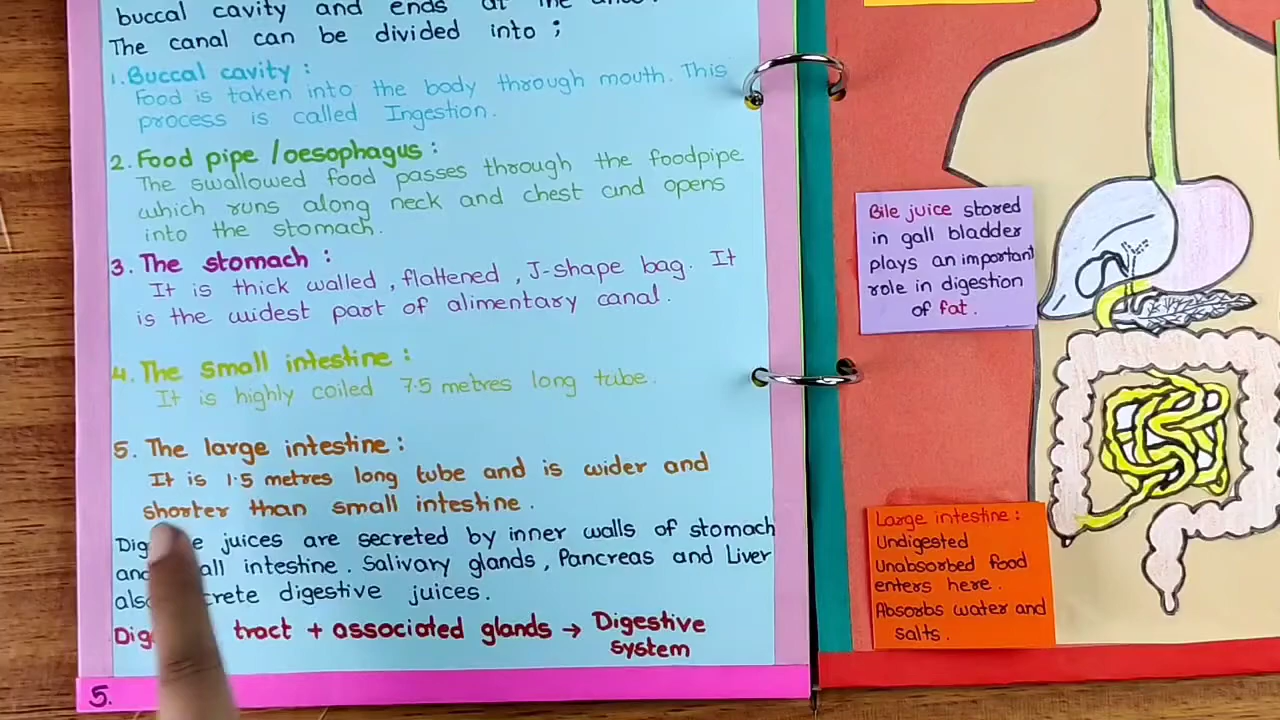 buccal cavity and ends at the anus.
The canal can be divided into ;
1. Buccal cavity :
Food is taken into the body through mouth. This
process is called Ingestion.
2. Food pipe / oesophagus :
The swallowed food passes through the foodpipe
which runs along neck and chest and opens
into the stomach.
3. The stomach :
It is thick walled , flattened , J-shape bag. It
is the widest part of alimentary canal.
4. The small intestine :
It is highly coiled 7.5 metres long tube.
5. The large intestine :
It is 1.5 metres long tube and is wider and
shorter than small intestine.
juices are secreted by inner walls of stomach
intestine. Salivary glands, Pancreas and Liver
digestive juices.
tract + associated glands → Digestive
system
5.
Bile juice stored
in gall bladder
plays an important
role in digestion
of fat.
Large intestine :
Undigested
Unabsorbed food
enters here.
Absorbs water and
salts.